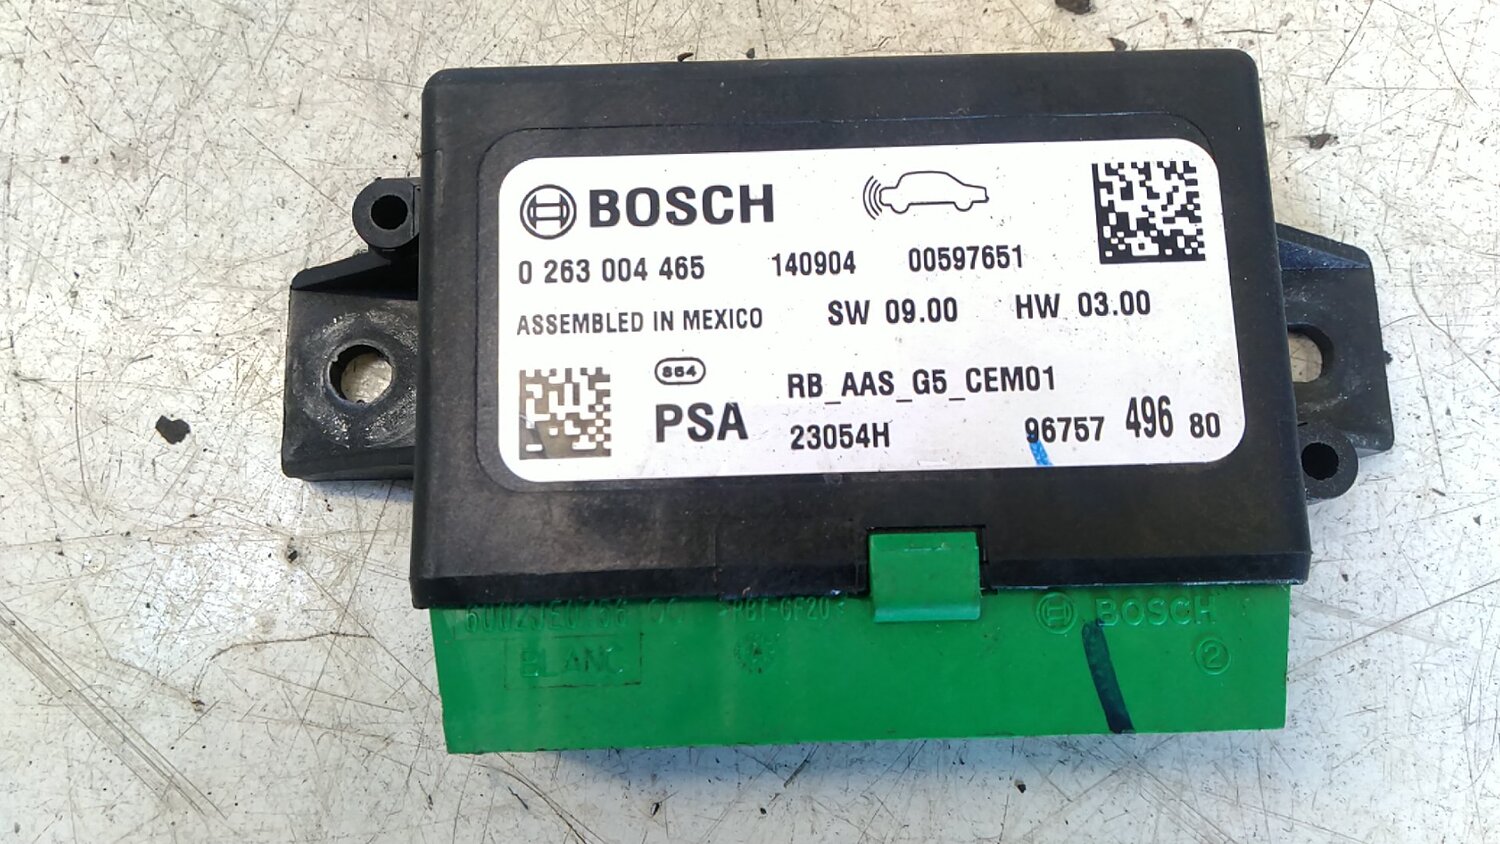 BOSCH
0 263 004 465 140904 00597651
ASSEMBLED IN MEXICO SW 09.00 HW 03.00
864 RB_AAS_G5_CEM01
PSA 23054H 96757 496 80
BOSCH
BLANC
2